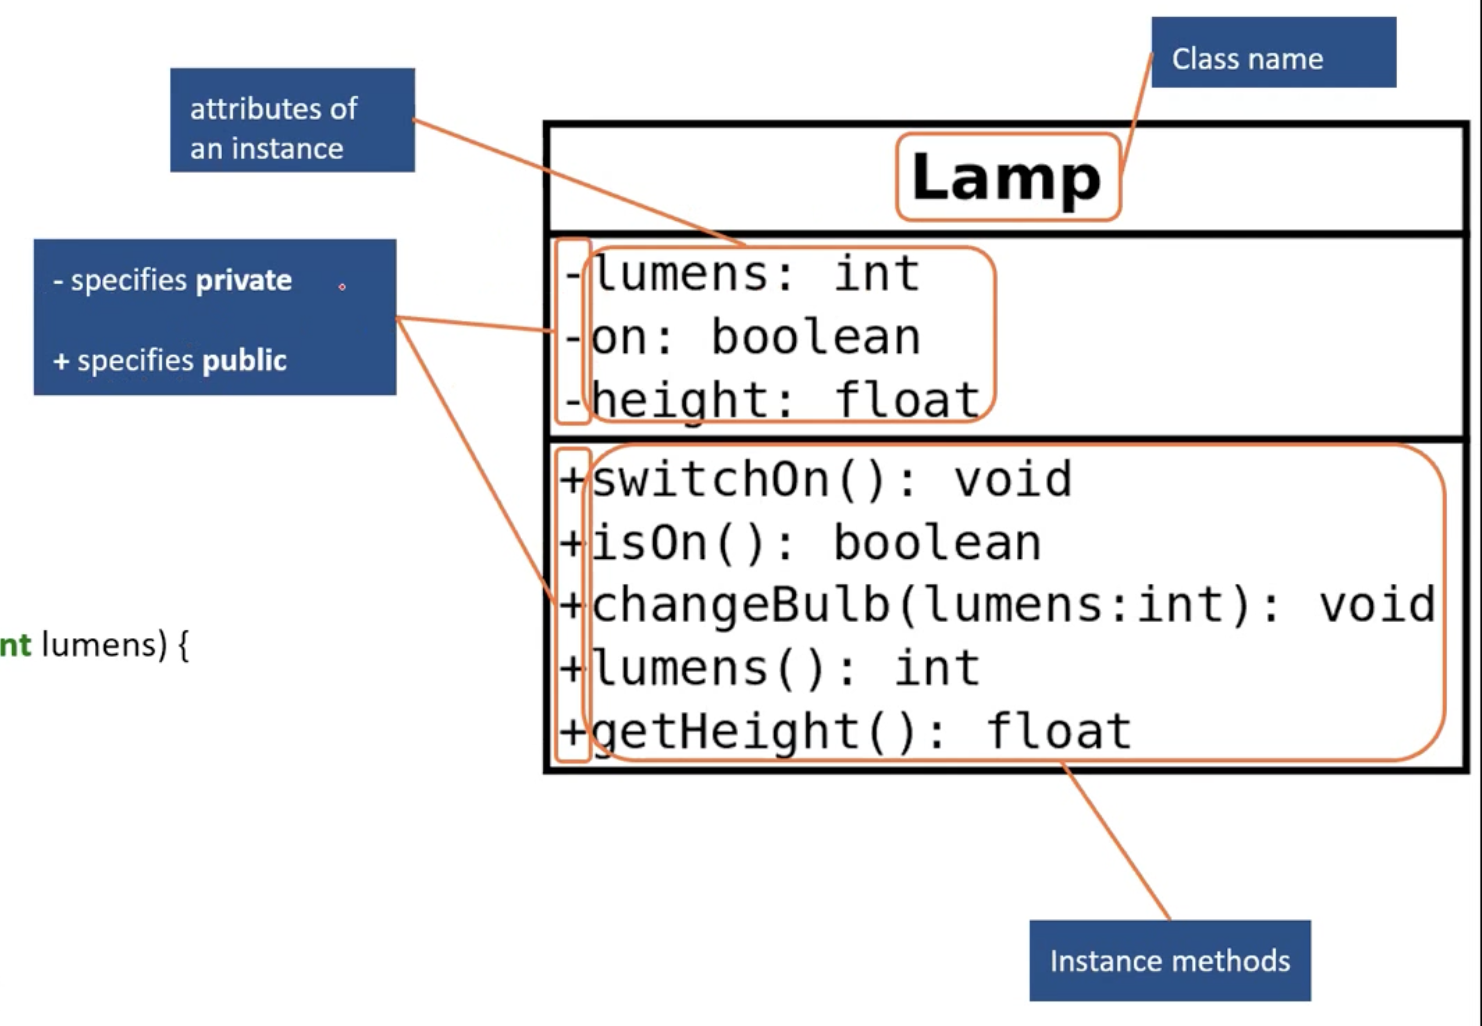 Class name
attributes of
an instance
Lamp
- specifies private
+ specifies public
-lumens: int
-on: boolean
-height: float
+switchOn(): void
+isOn(): boolean
+changeBulb(lumens:int): void
+lumens(): int
+getHeight(): float
nt lumens) {
Instance methods